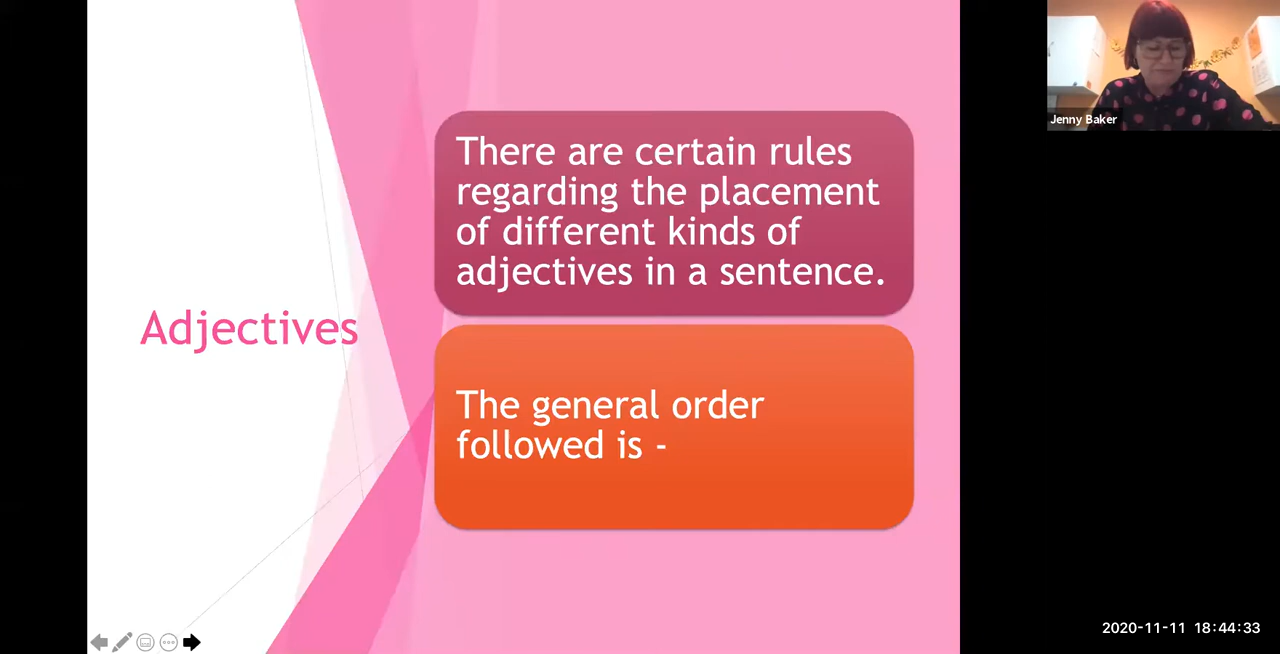 Adjectives
There are certain rules
regarding the placement
of different kinds of
adjectives in a sentence.
The general order
followed is -
Jenny Baker
2020-11-11 18:44:33